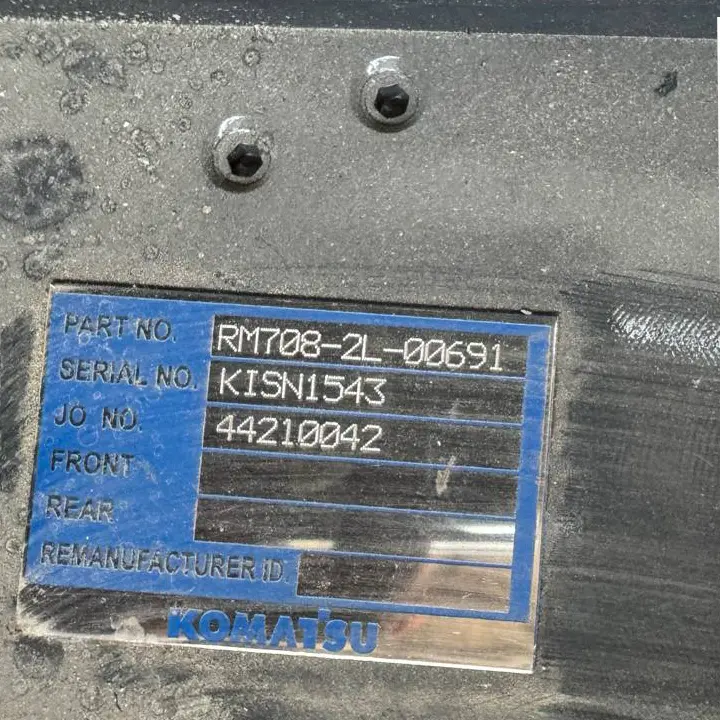 PART NO. RM708-2L-00691
SERIAL NO. KISN1543
JO NO. 44210042
FRONT
REAR
REMANUFACTURER ID.
KOMATSU